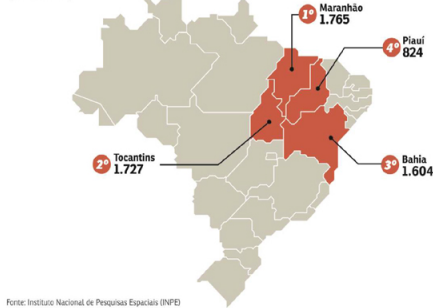 1º Maranhão
1.765
4º Piauí
824
2º Tocantins
1.727
3º Bahia
1.604
Fonte: Instituto Nacional de Pesquisas Espaciais (INPE)